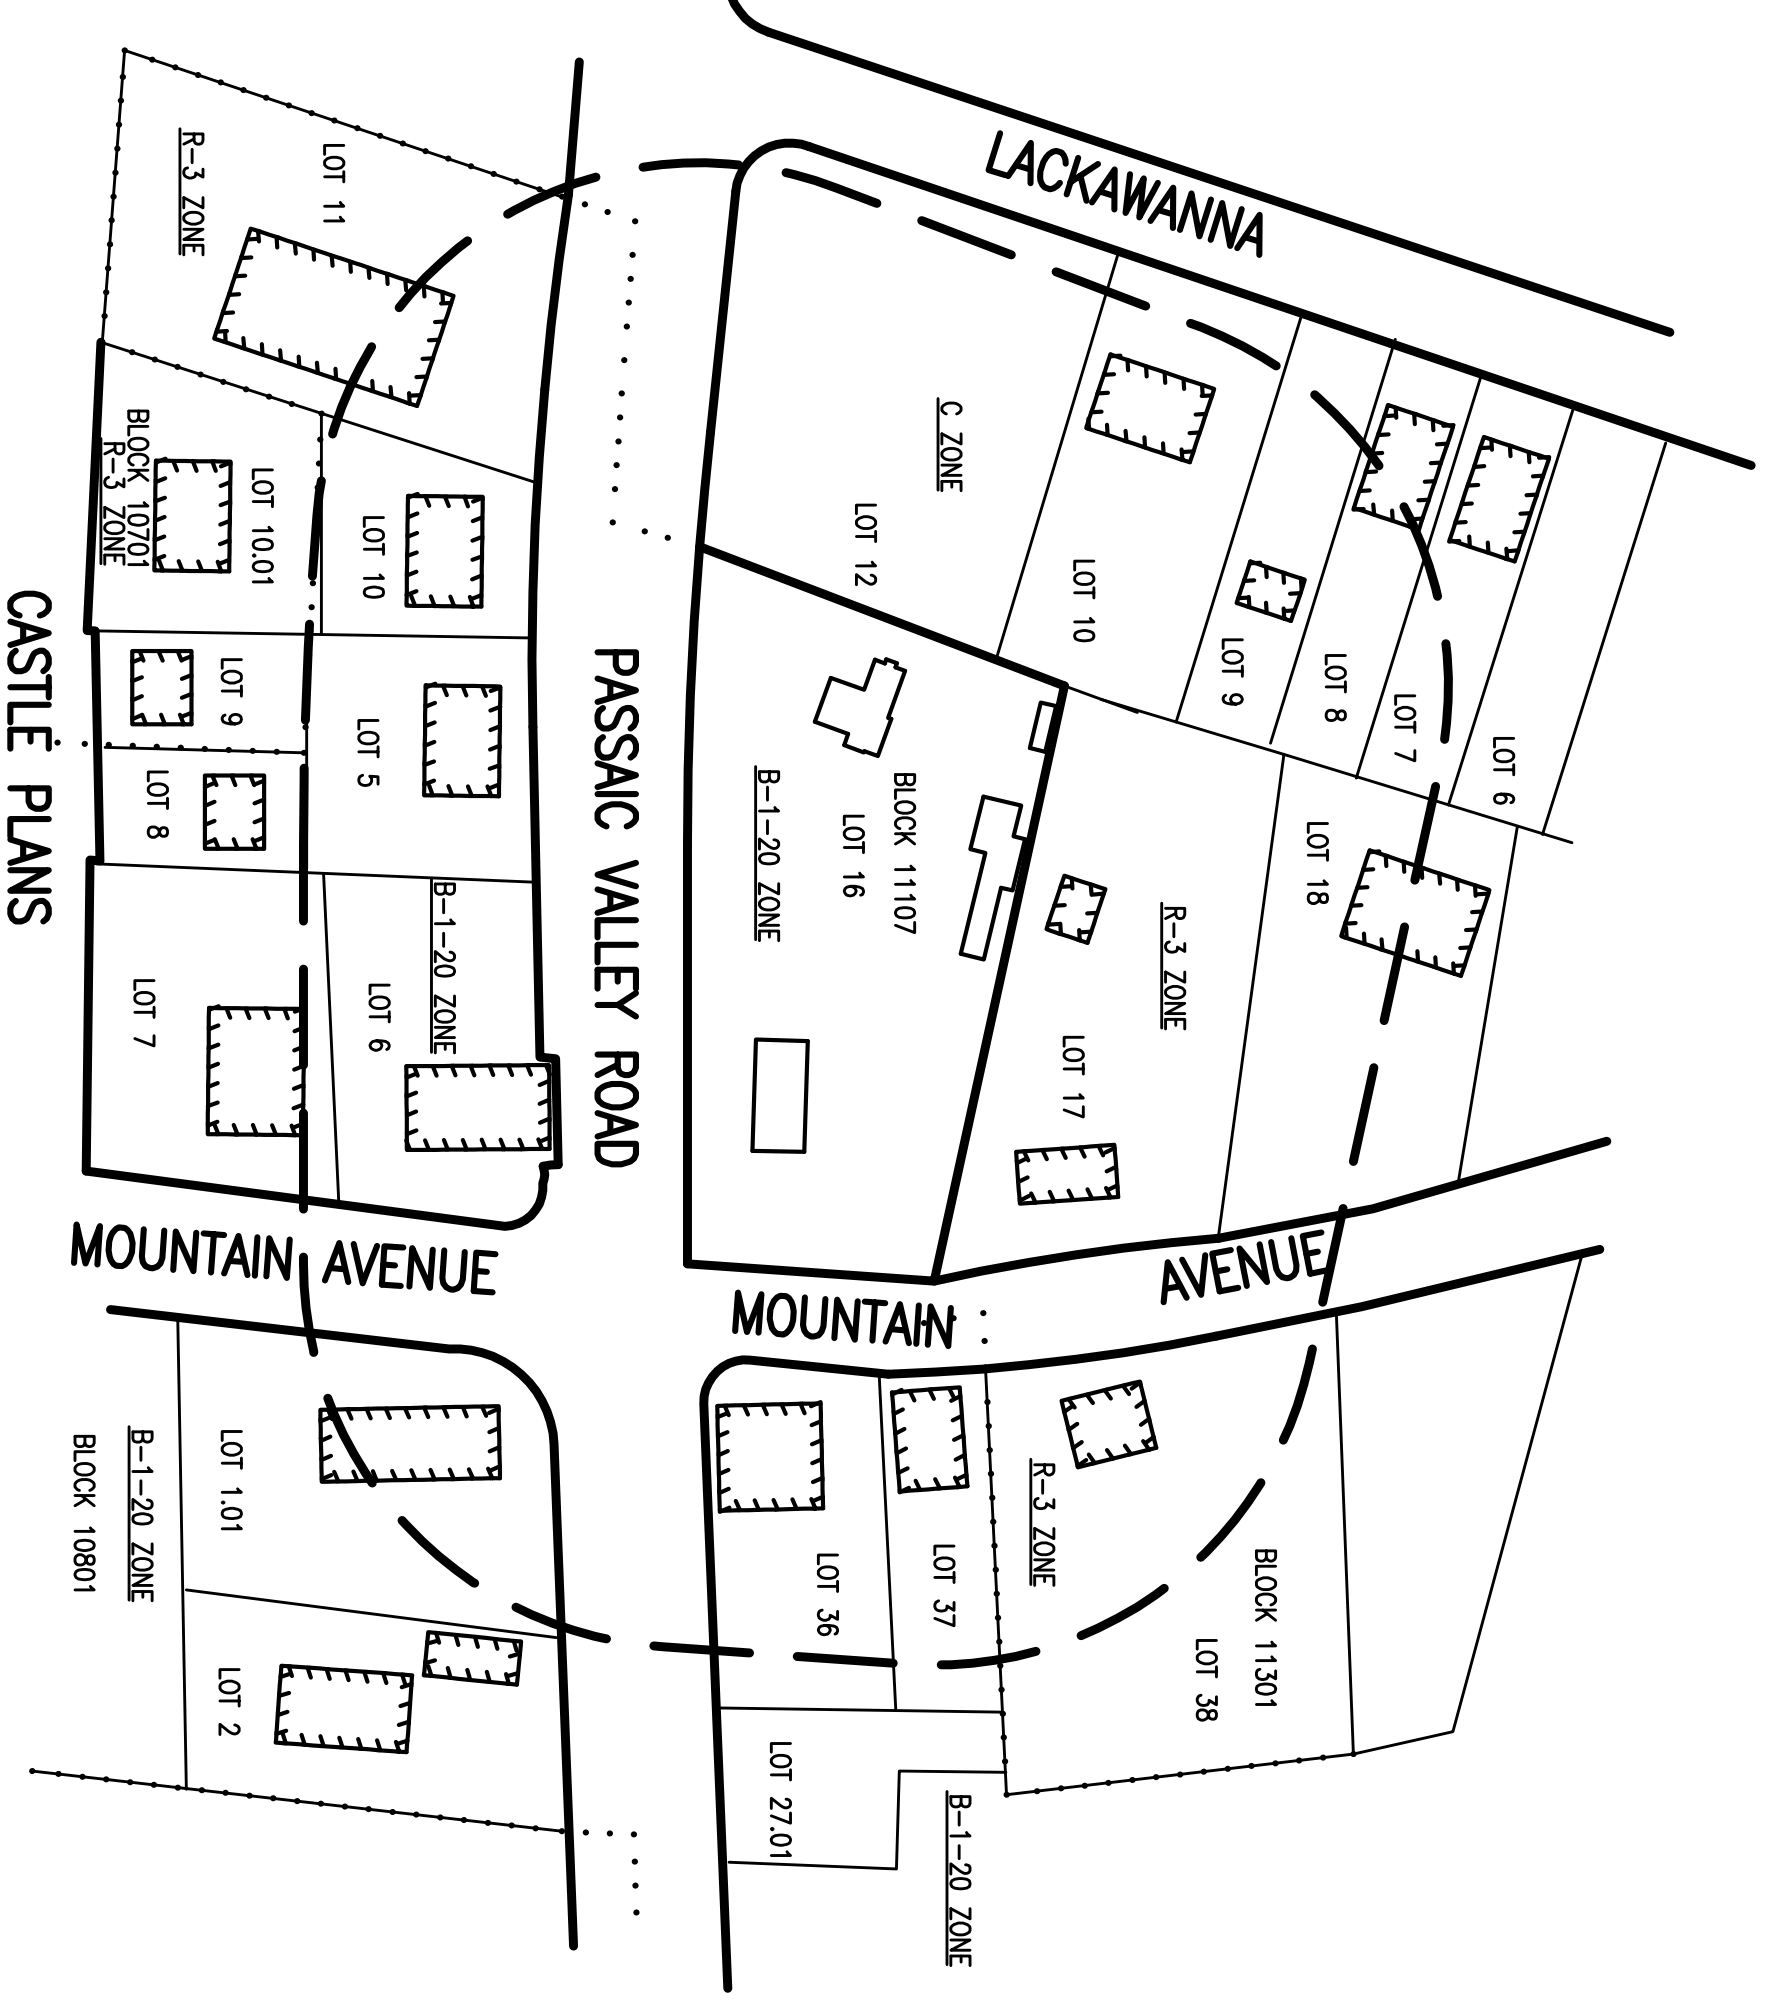 LACKAWANNA
R-3 ZONE
LOT 11
C ZONE
LOT 12
LOT 10
LOT 9
LOT 8
LOT 7
LOT 6
BLOCK 10701
R-3 ZONE
LOT 10.01
LOT 10
LOT 9
LOT 8
LOT 5
CASTLE PLANS
PASSAIC VALLEY ROAD
B-1-20 ZONE
BLOCK 11107
LOT 16
LOT 18
R-3 ZONE
LOT 17
B-1-20 ZONE
LOT 6
LOT 7
MOUNTAIN AVENUE
MOUNTAIN AVENUE
LOT 1.01
B-1-20 ZONE
BLOCK 10801
LOT 2
LOT 36
LOT 37
R-3 ZONE
BLOCK 11301
LOT 38
LOT 27.01
B-1-20 ZONE